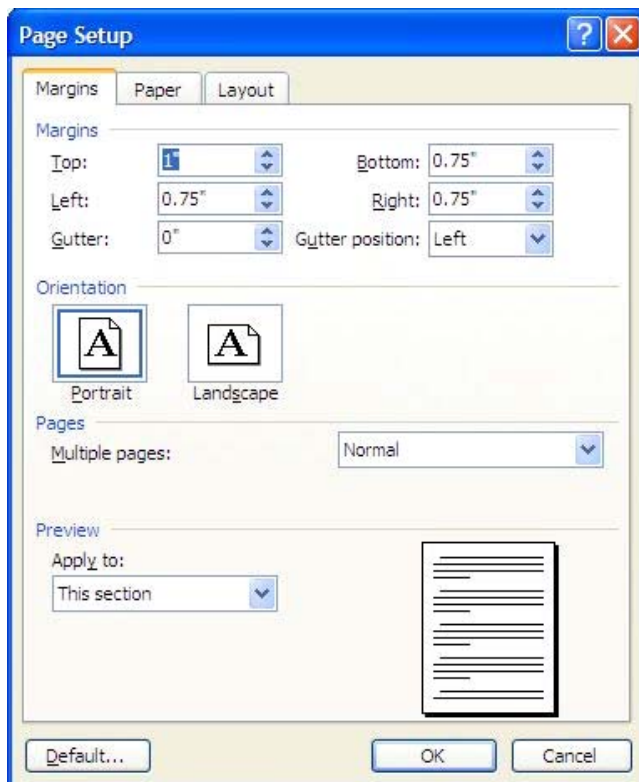 Page Setup
Margins Paper Layout
Margins
Top: 1" Bottom: 0.75"
Left: 0.75" Right: 0.75"
Gutter: 0" Gutter position: Left
Orientation
A A
Portrait Landscape
Pages
Multiple pages: Normal
Preview
Apply to:
This section
Default... OK Cancel